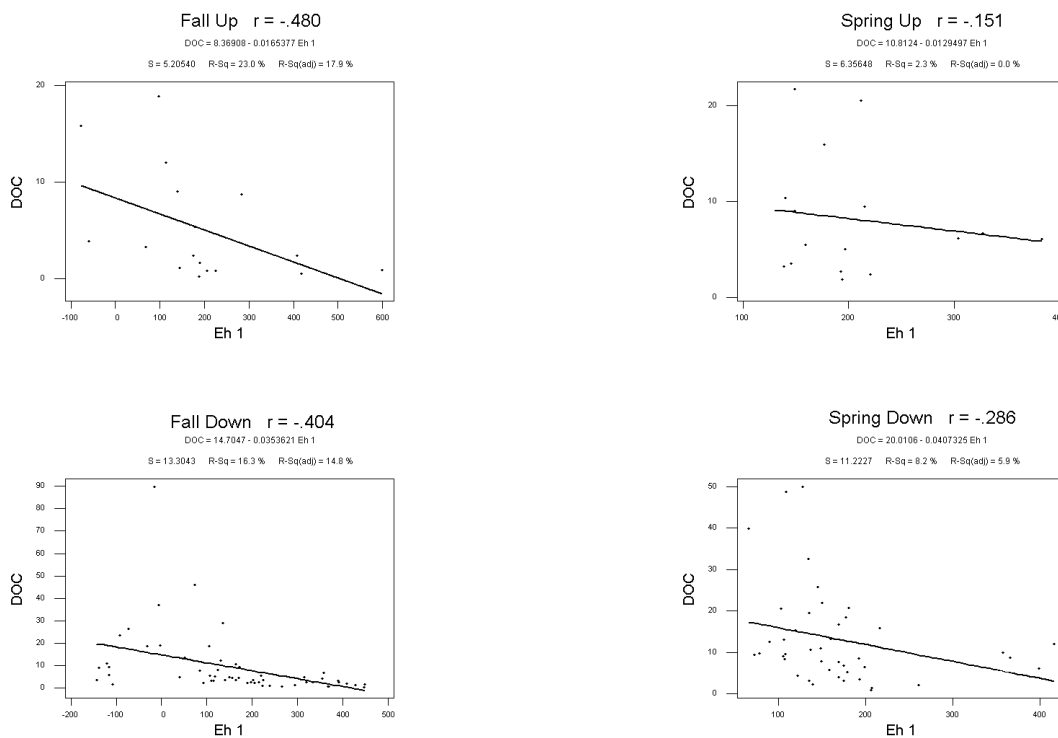 Fall Up r = -.480
DOC = 8.36908 - 0.0165377 Eh 1
S = 5.20540 R-Sq = 23.0 % R-Sq(adj) = 17.9 %
20
10
0
DOC
-100 0 100 200 300 400 500 600
Eh 1
Spring Up r = -.151
DOC = 10.8124 - 0.0129497 Eh 1
S = 6.35648 R-Sq = 2.3 % R-Sq(adj) = 0.0 %
20
10
0
DOC
100 200 300 400
Eh 1
Fall Down r = -.404
DOC = 14.7047 - 0.0353621 Eh 1
S = 13.3043 R-Sq = 16.3 % R-Sq(adj) = 14.8 %
90
80
70
60
50
40
30
20
10
0
DOC
-200 -100 0 100 200 300 400 500
Eh 1
Spring Down r = -.286
DOC = 20.0106 - 0.0407325 Eh 1
S = 11.2227 R-Sq = 8.2 % R-Sq(adj) = 5.9 %
50
40
30
20
10
0
DOC
100 200 300 400
Eh 1